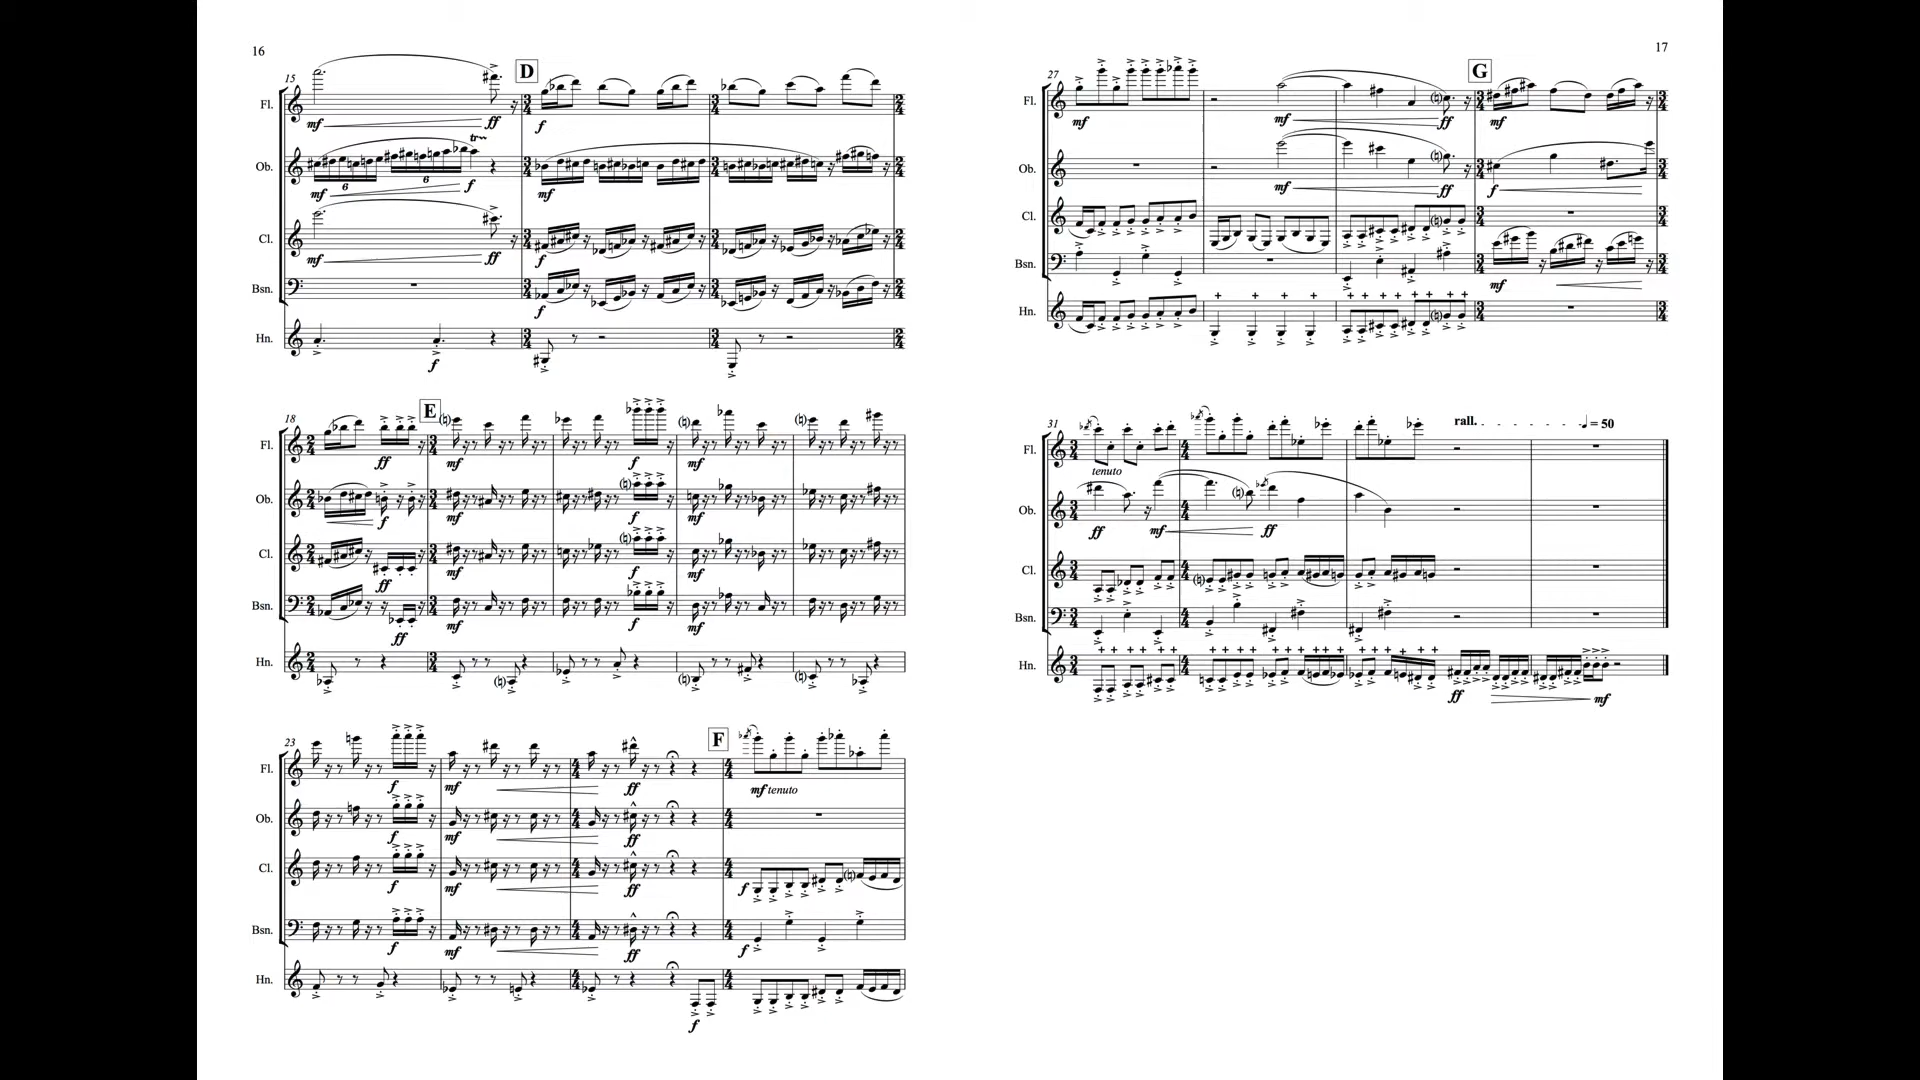 16
15
D
Fl.
mf
ff
f
Ob.
mf
6
6
f
tr
mf
Cl.
mf
ff
f
Bsn.
f
Hn.
f
18
E
Fl.
ff
mf
f
mf
Ob.
f
mf
f
mf
Cl.
ff
mf
f
mf
Bsn.
ff
mf
f
mf
Hn.
23
F
Fl.
f
mf
ff
mf tenuto
Ob.
f
mf
ff
Cl.
f
mf
ff
f
Bsn.
f
mf
ff
f
Hn.
f
17
27
G
Fl.
mf
mf
ff
mf
Ob.
mf
ff
f
Cl.
Bsn.
mf
Hn.
31
rall. = 50
Fl.
tenuto
Ob.
ff
mf
ff
Cl.
Bsn.
Hn.
ff
mf